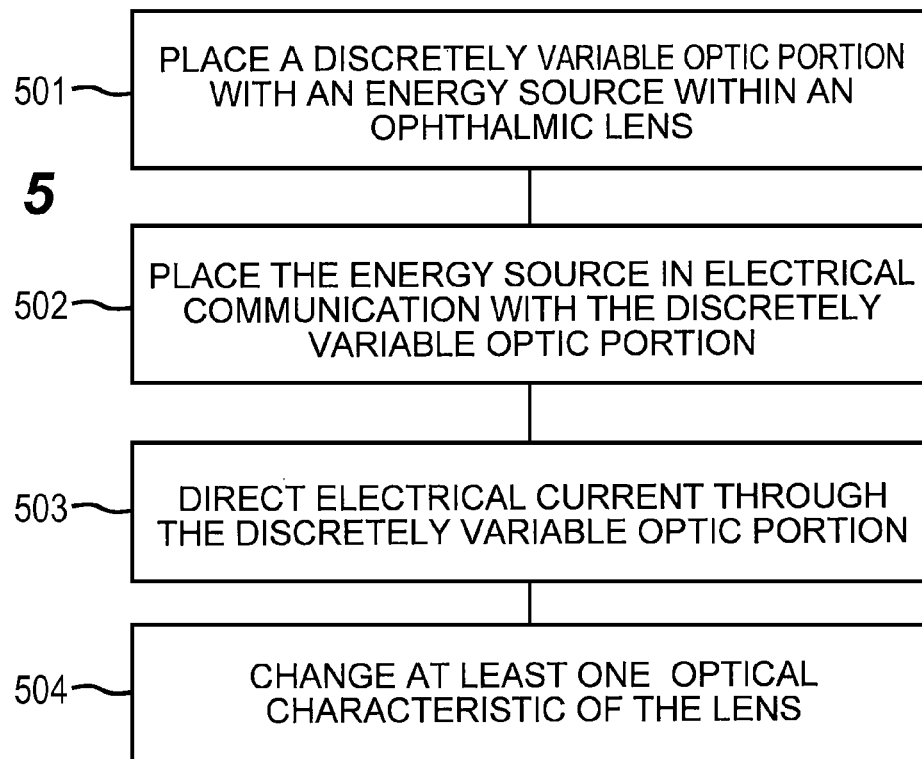 501
PLACE A DISCRETELY VARIABLE OPTIC PORTION
WITH AN ENERGY SOURCE WITHIN AN
OPHTHALMIC LENS
5
502
PLACE THE ENERGY SOURCE IN ELECTRICAL
COMMUNICATION WITH THE DISCRETELY
VARIABLE OPTIC PORTION
503
DIRECT ELECTRICAL CURRENT THROUGH
THE DISCRETELY VARIABLE OPTIC PORTION
504
CHANGE AT LEAST ONE OPTICAL
CHARACTERISTIC OF THE LENS